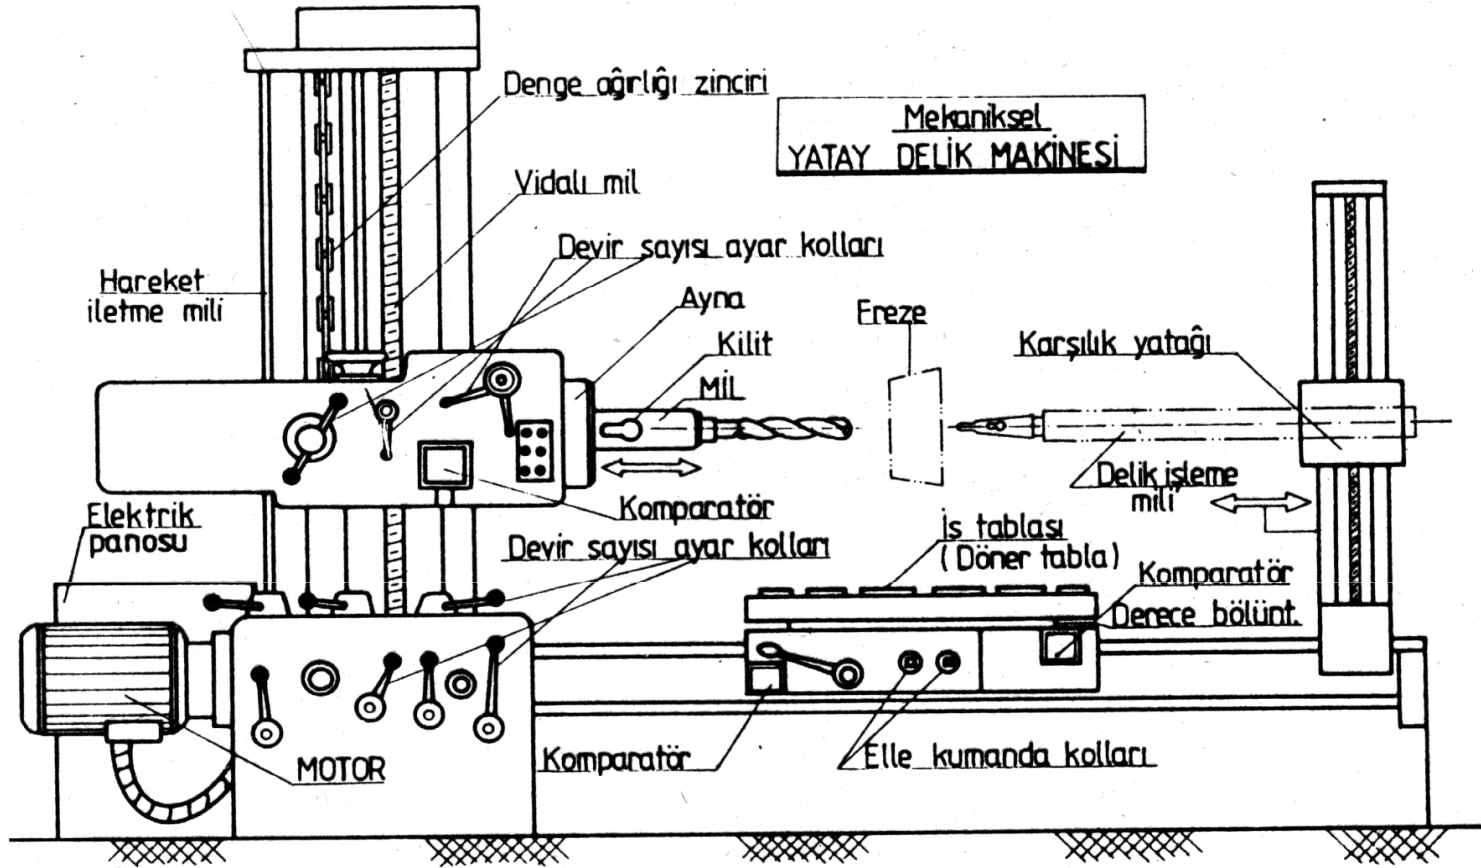 Mekaniksel
YATAY DELİK MAKİNESİ
Denge ağırlığı zinciri
Vidalı mil
Devir sayısı ayar kolları
Hareket
iletme mili
Ayna
Freze
Kilit
MİL
Karşılık yatağı
Delik işleme
mili
Komparatör
Elektrik
panosu
Devir sayısı ayar kolları
İs tablası
(Döner tabla)
Komparatör
Derece bölünt.
MOTOR
Komparatör
Elle kumanda kolları